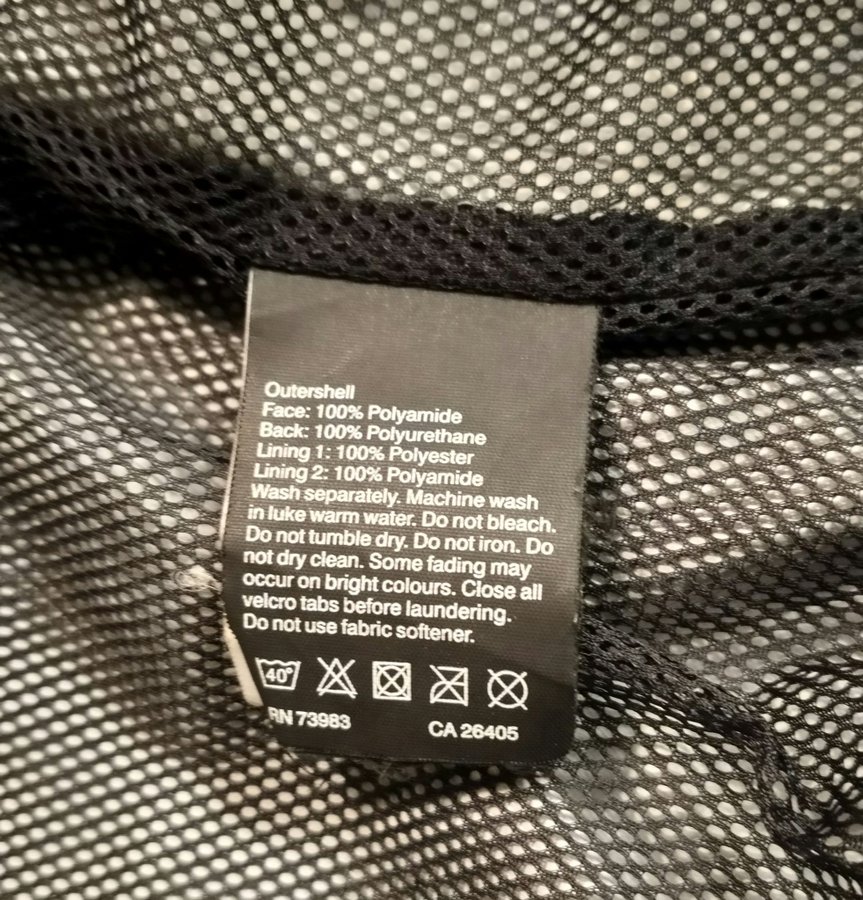 Outershell
Face: 100% Polyamide
Back: 100% Polyurethane
Lining 1: 100% Polyester
Lining 2: 100% Polyamide
Wash separately. Machine wash
in luke warm water. Do not bleach.
Do not tumble dry. Do not iron. Do
not dry clean. Some fading may
occur on bright colours. Close all
velcro tabs before laundering.
Do not use fabric softener.
40°
RN 73983 CA 26405